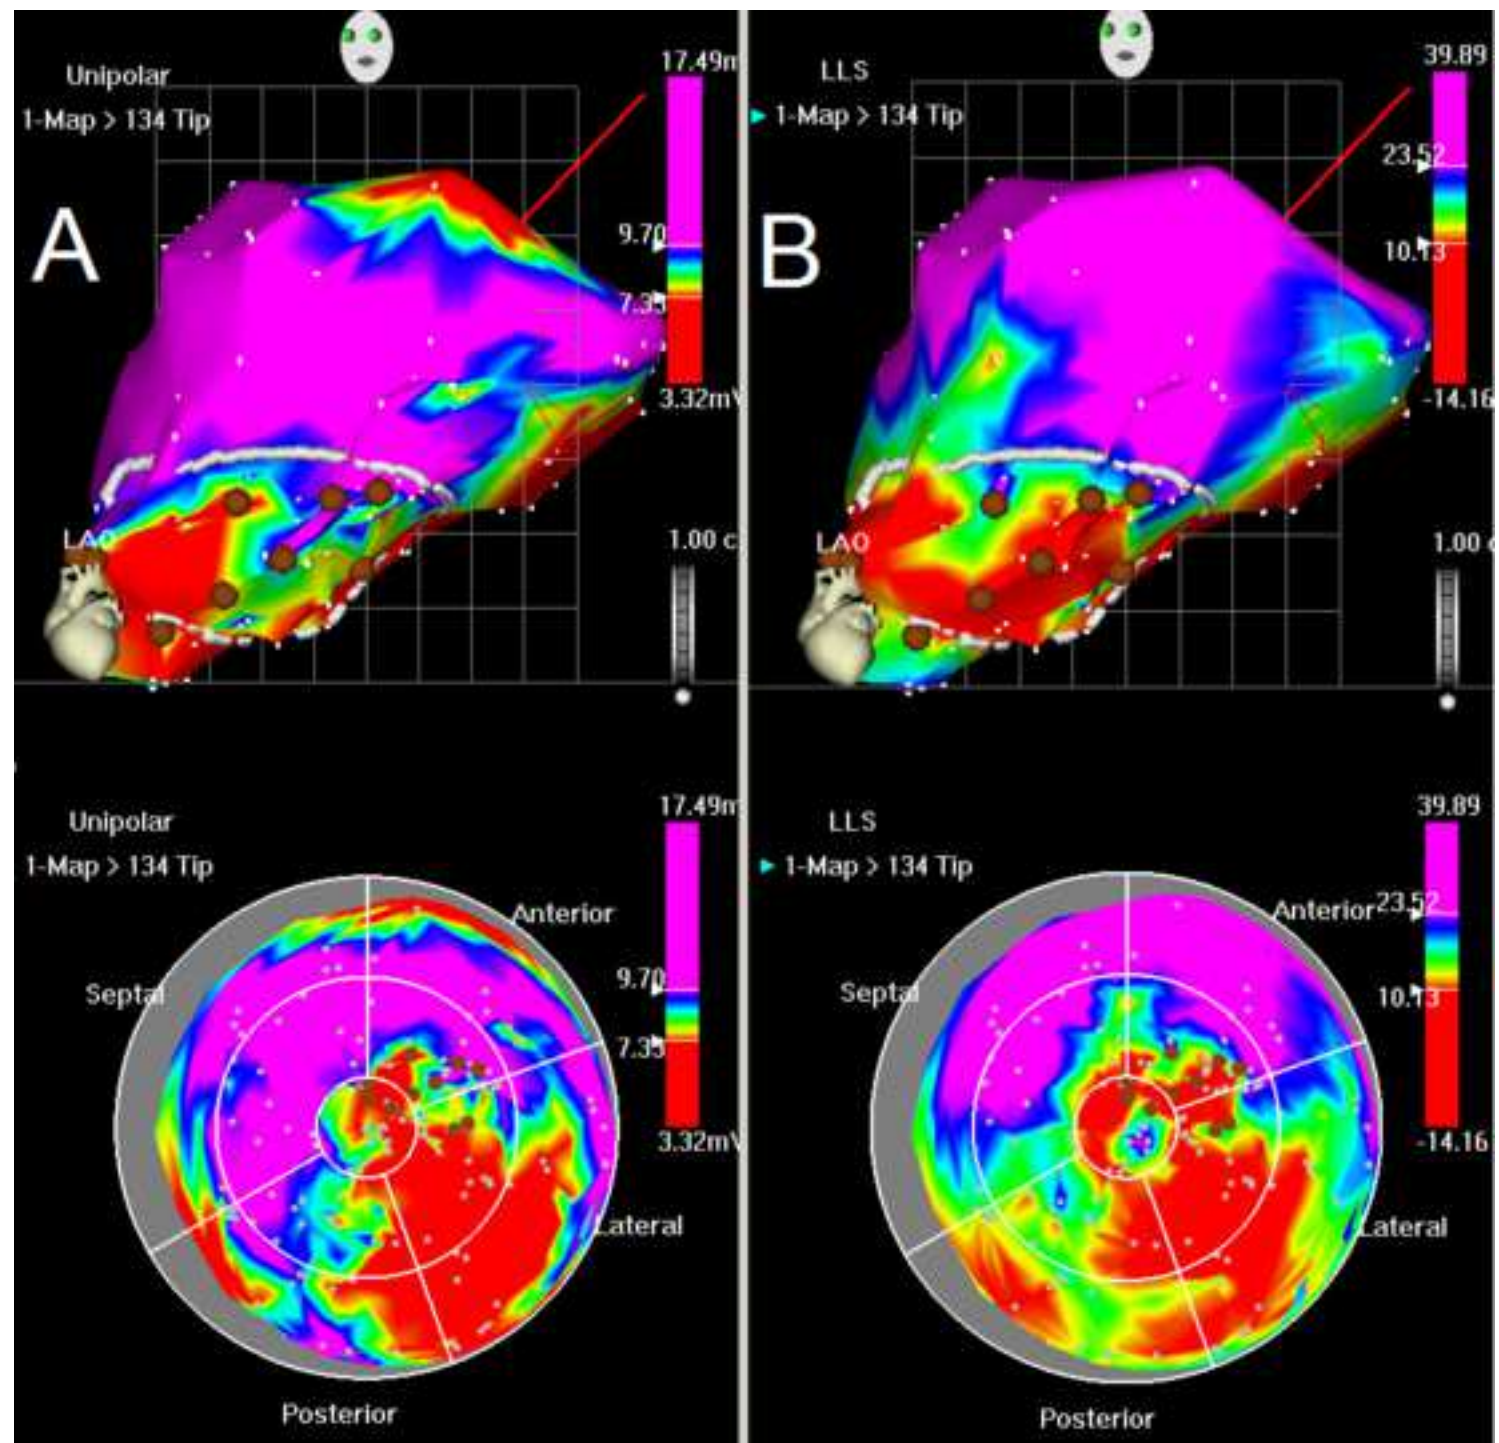 Unipolar
1-Map > 134 Tip
17.49m
A
9.70
7.33
3.32mV
LAO
1.00 c
LLS
1-Map > 134 Tip
39.89
B
23.52
10.13
-14.16
LAO
1.00 c
Unipolar
1-Map > 134 Tip
17.49m
Anterior
Septal
9.70
7.33
3.32mV
Lateral
Posterior
LLS
1-Map > 134 Tip
39.89
Anterior
23.52
Septal
10.13
-14.16
Lateral
Posterior